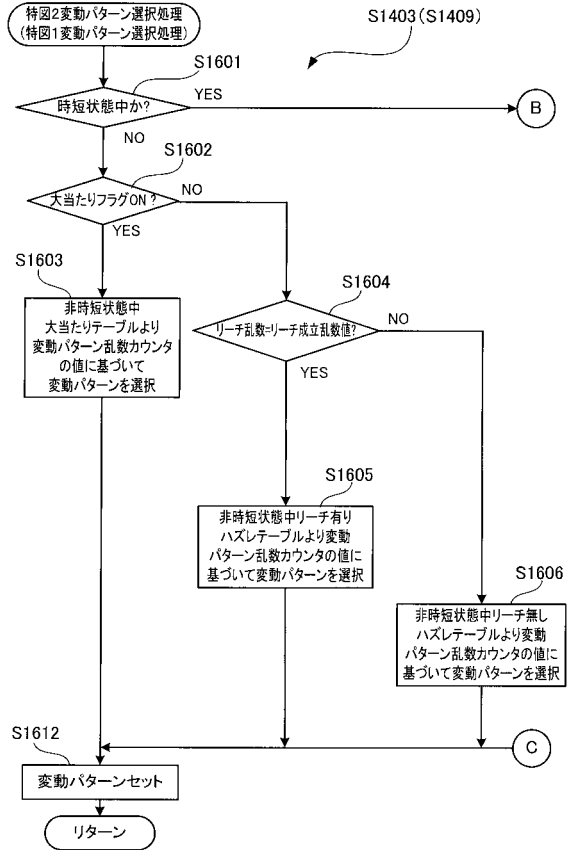 特図2変動パターン選択処理
(特図1変動パターン選択処理)
S1403(S1409)
S1601
時短状態中か?
YES
B
NO
S1602
大当たりフラグON?
NO
YES
S1603
非時短状態中
大当たりテーブルより
変動パターン乱数カウンタ
の値に基づいて
変動パターンを選択
S1604
リーチ乱数=リーチ成立乱数値?
NO
YES
S1605
非時短状態中リーチ有り
ハズレテーブルより変動
パターン乱数カウンタの値に
基づいて変動パターンを選択
S1606
非時短状態中リーチ無し
ハズレテーブルより変動
パターン乱数カウンタの値に
基づいて変動パターンを選択
C
S1612
変動パターンセット
リターン